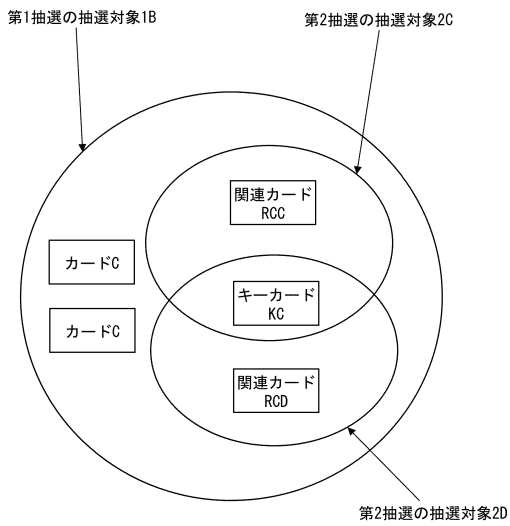 第1抽選の抽選対象1B
第2抽選の抽選対象2C
関連カード
RCC
カードC
キーカード
KC
カードC
関連カード
RCD
第2抽選の抽選対象2D